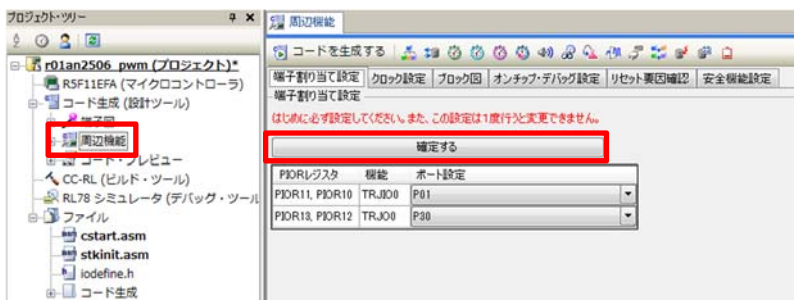 プロジェクト・ツリー
r01an2506_pwm (プロジェクト)*
R5F11EFA (マイクロコントローラ)
コード生成 (設計ツール)
端子図
周辺機能
コード・プレビュー
CC-RL (ビルド・ツール)
RL78 シミュレータ (デバッグ・ツール
ファイル
cstart.asm
stkinit.asm
iodefine.h
コード生成
周辺機能
コードを生成する
端子割り当て設定 クロック設定 ブロック図 オンチップ・デバッグ設定 リセット要因確認 安全機能設定
端子割り当て設定
はじめに必ず設定してください。また、この設定は1度行うと変更できません。
確定する
PIORレジスタ 機能 ポート設定
PIOR11, PIOR10 TRJIO0 P01
PIOR13, PIOR12 TRJO0 P30